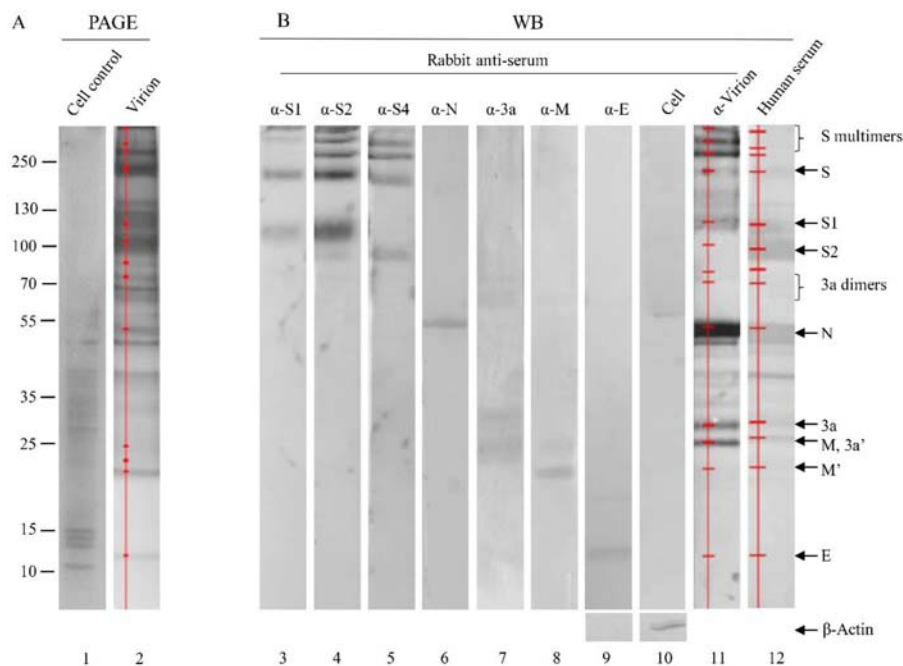 A
PAGE
Cell control
Virion
250
130
100
70
55
35
25
15
10
1
2
B
WB
Rabbit anti-serum
α-S1
α-S2
α-S4
α-N
α-3a
α-M
α-E
Cell
α-Virion
Human serum
S multimers
S
S1
S2
3a dimers
N
3a
M, 3a'
M'
E
β-Actin
3
4
5
6
7
8
9
10
11
12